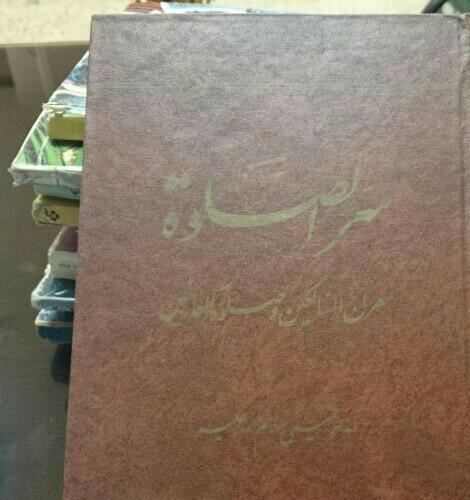 سرّ الصلوة
معراج السالکین و صلوة العارفین
امام خمینی سلام الله علیه